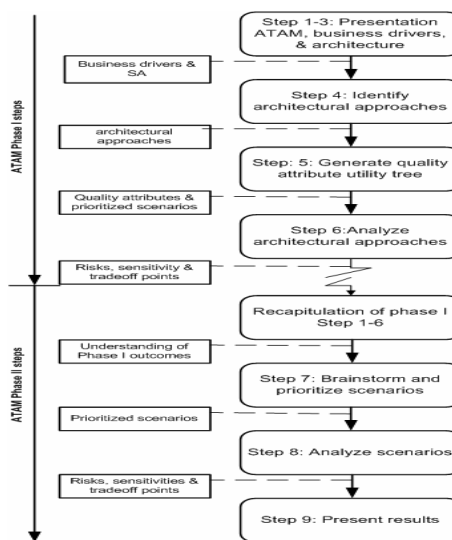 Step 1-3: Presentation
ATAM, business drivers,
& architecture
Business drivers &
SA
Step 4: Identify
architectural approaches
architectural
approaches
Step: 5: Generate quality
attribute utility tree
Quality attributes &
prioritized scenarios
Step 6:Analyze
architectural approaches
Risks, sensitivity &
tradeoff points
ATAM Phase I steps
Recapitulation of phase I
Step 1-6
Understanding of
Phase I outcomes
Step 7: Brainstorm and
prioritize scenarios
Prioritized scenarios
Step 8: Analyze scenarios
Risks, sensitivities &
tradeoff points
Step 9: Present results
ATAM Phase II steps